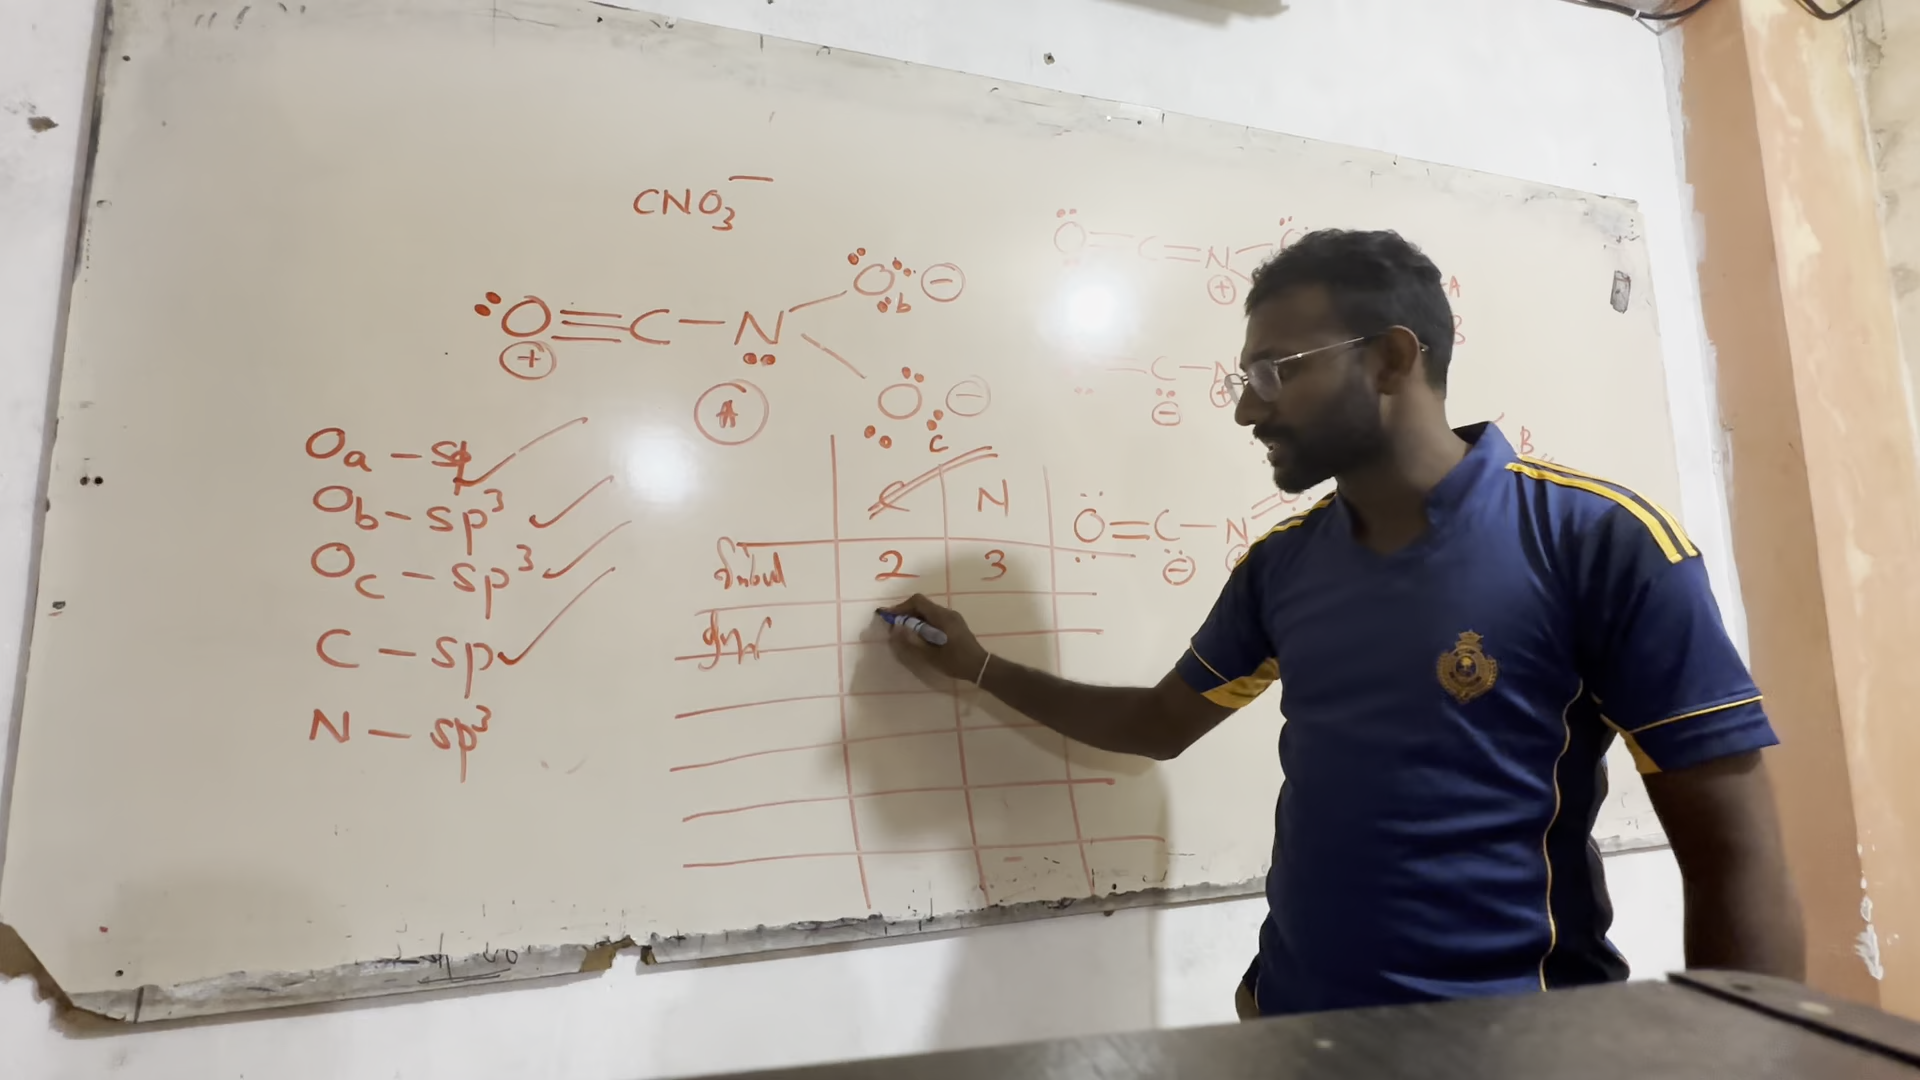 CNO₃⁻
:O≡C—N
⊕
O b ⊖
O c ⊖
A
Oa – sp
Ob – sp³
Oc – sp³
C – sp
N – sp³
C N
2 3
O=C=N—O
⊕
A
B
—C—N
⊖ ⊕
B
O=C—N=O
⊖